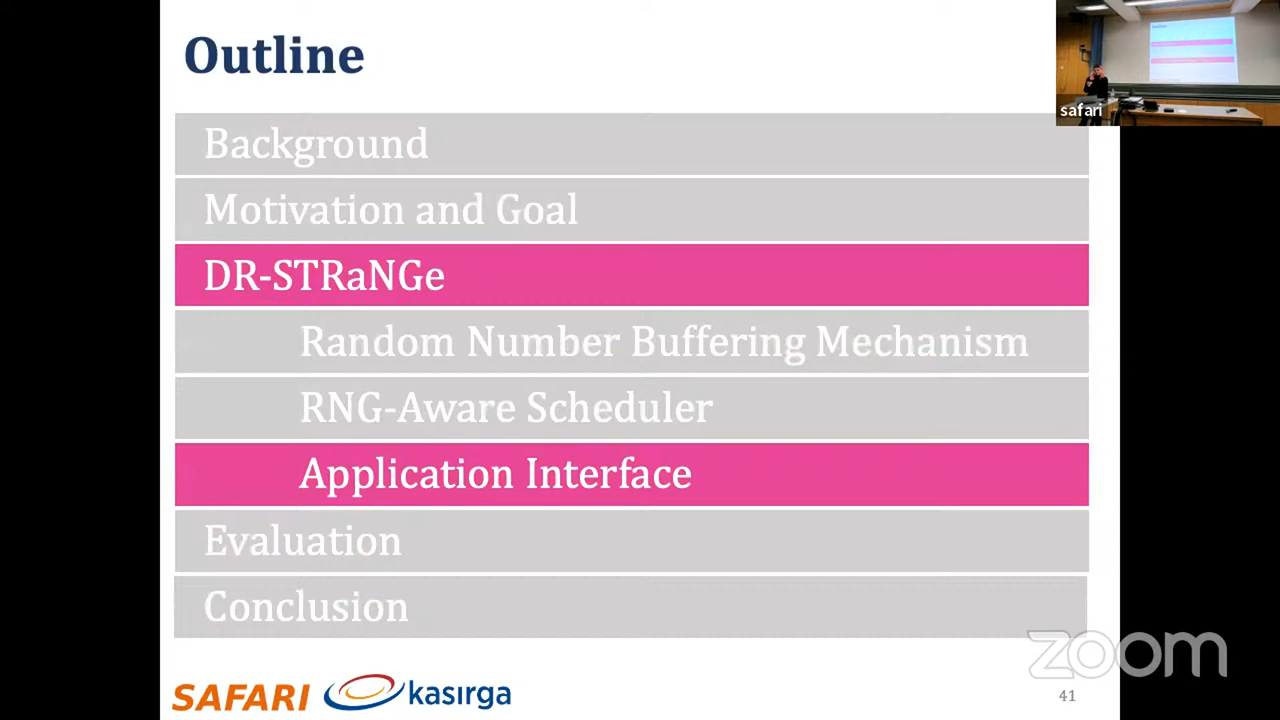 Outline
safari
Background
Motivation and Goal
DR-STRaNGe
Random Number Buffering Mechanism
RNG-Aware Scheduler
Application Interface
Evaluation
Conclusion
zoom
SAFARI kasırga
41